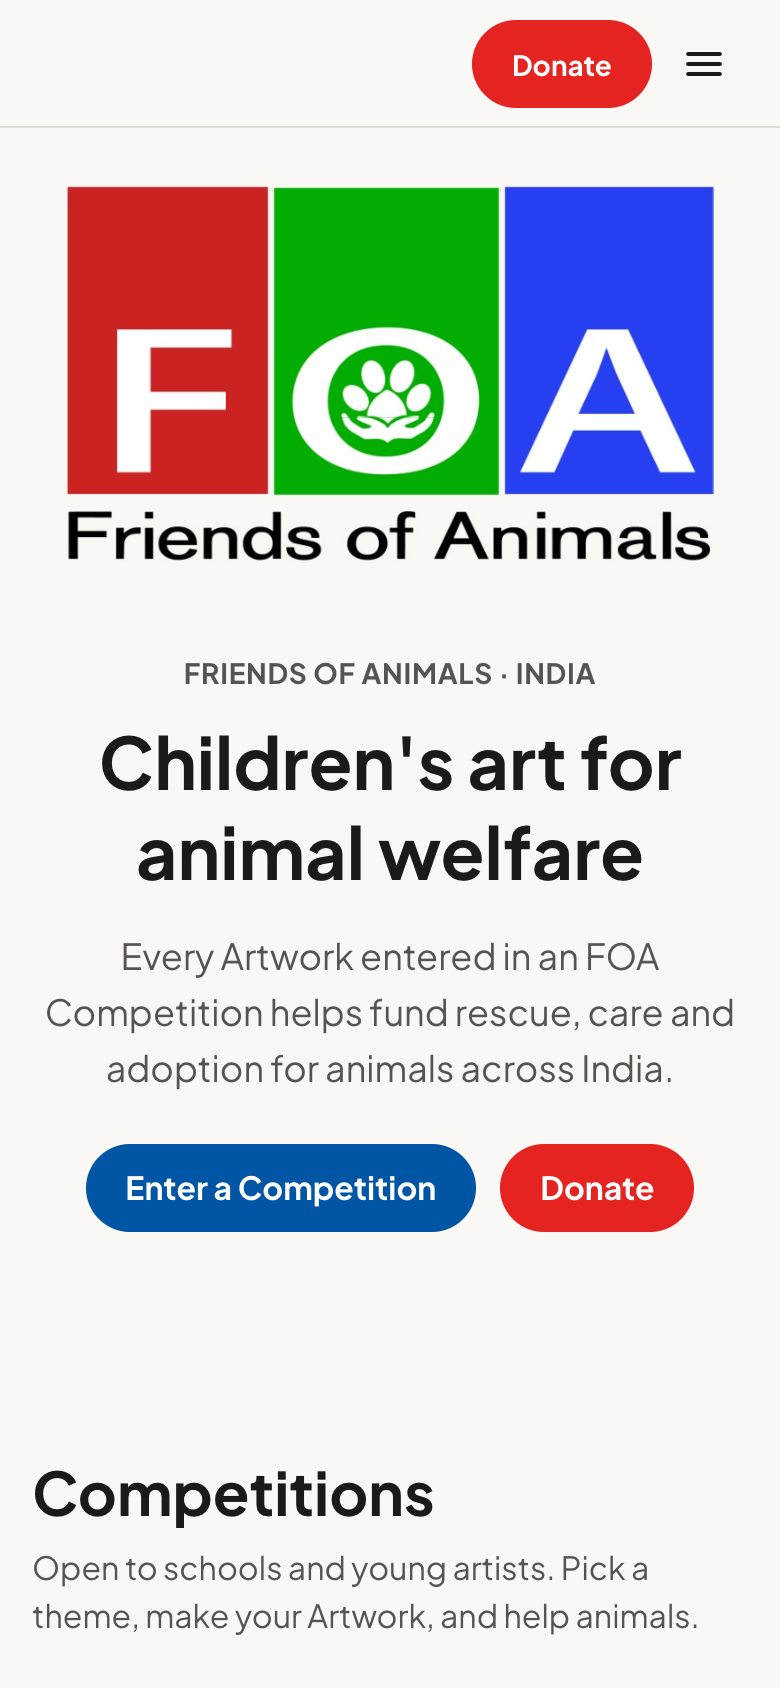 Donate
FOA
Friends of Animals
FRIENDS OF ANIMALS · INDIA
Children's art for
animal welfare
Every Artwork entered in an FOA
Competition helps fund rescue, care and
adoption for animals across India.
Enter a Competition
Donate
Competitions
Open to schools and young artists. Pick a
theme, make your Artwork, and help animals.